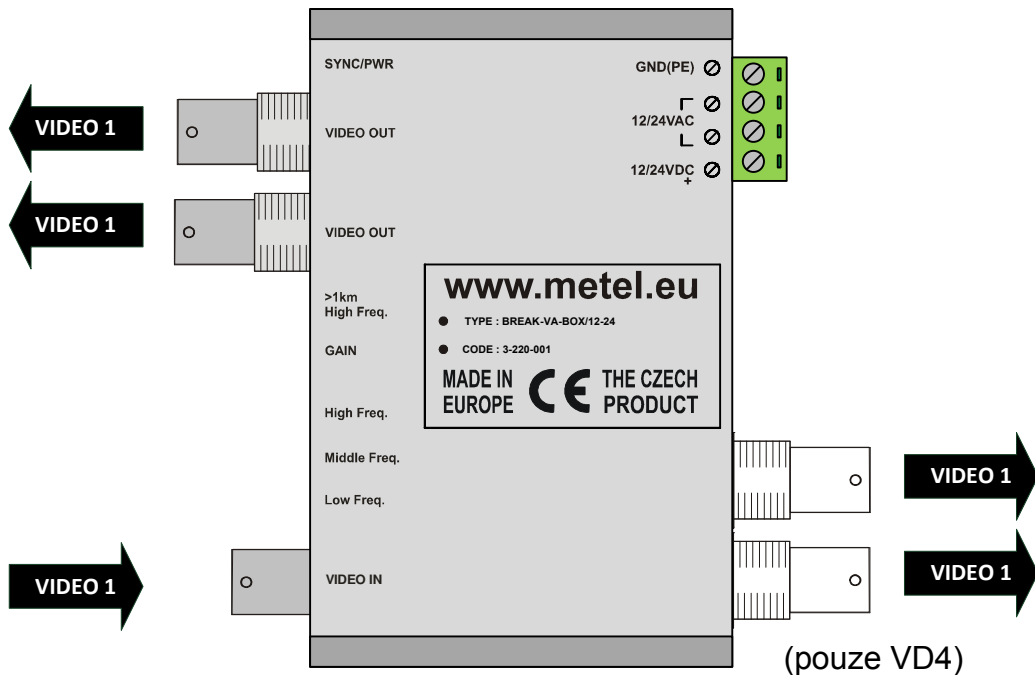 SYNC/PWR
GND(PE)
VIDEO 1
VIDEO OUT
12/24VAC
12/24VDC
+
VIDEO 1
VIDEO OUT
>1km
High Freq.
GAIN
High Freq.
Middle Freq.
Low Freq.
www.metel.eu
TYPE : BREAK-VA-BOX/12-24
CODE : 3-220-001
MADE IN
EUROPE
CE
THE CZECH
PRODUCT
VIDEO 1
VIDEO 1
VIDEO IN
VIDEO 1
(pouze VD4)